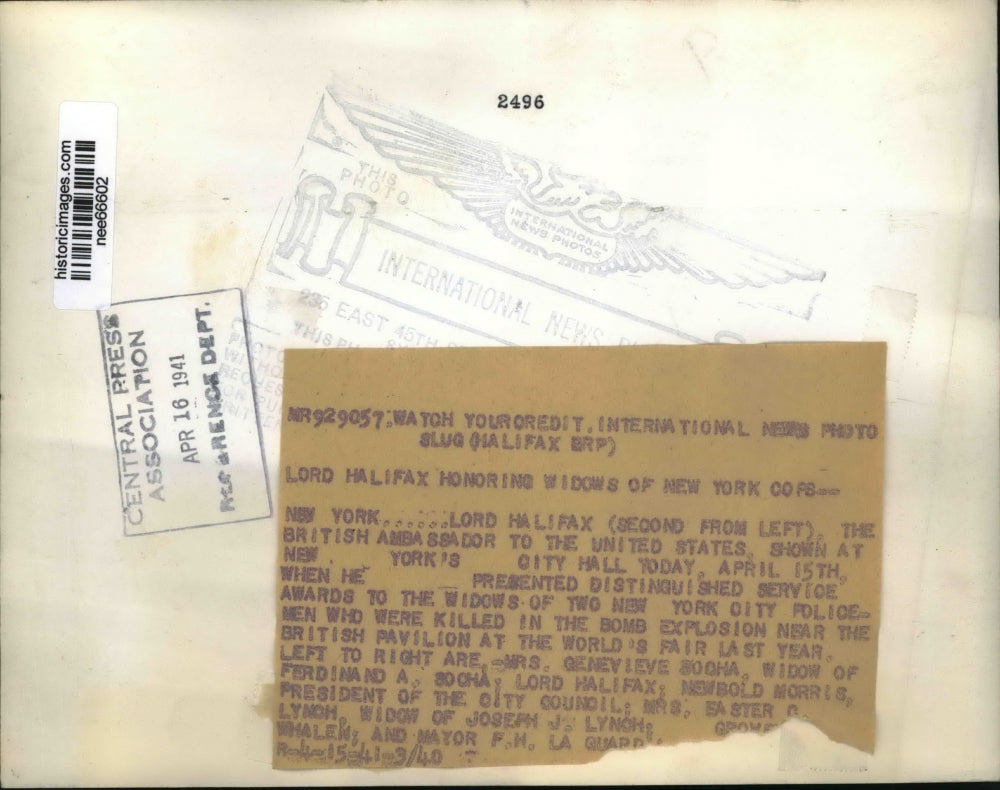 2496
historicimages.com
nee66602
THIS
PHOTO
INTERNATIONAL
NEWS PHOTOS
INTERNATIONAL NEWS
235 EAST 45TH
THIS
CENTRAL PRESS
ASSOCIATION
APR 16 1941
REFERENCE DEPT.
NR929057.WATCH YOURCREDIT.INTERNATIONAL NEWS PHOTO
SLUG (HALIFAX BRP)
LORD HALIFAX HONORING WIDOWS OF NEW YORK COPS--
NEW YORK......LORD HALIFAX (SECOND FROM LEFT), THE
BRITISH AMBASSADOR TO THE UNITED STATES, SHOWN AT
NEW YORK'S CITY HALL TODAY, APRIL 15TH,
WHEN HE PRESENTED DISTINGUISHED SERVICE
AWARDS TO THE WIDOWS OF TWO NEW YORK CITY POLICE-
MEN WHO WERE KILLED IN THE BOMB EXPLOSION NEAR THE
BRITISH PAVILION AT THE WORLD'S FAIR LAST YEAR.
LEFT TO RIGHT ARE,-MRS. GENEVIEVE SOCHA, WIDOW OF
FERDINAND A. SOCHA; LORD HALIFAX; NEWBOLD MORRIS,
PRESIDENT OF THE CITY COUNCIL; MRS. EASTER
LYNCH, WIDOW OF JOSEPH J. LYNCH;
WHALEN; AND MAYOR F.H. LA GUARD
R-4-15-41-3/40